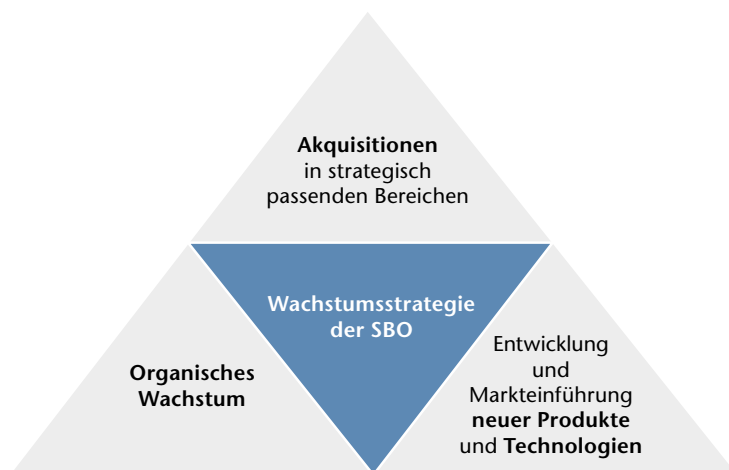 Akquisitionen
in strategisch
passenden Bereichen
Wachstumsstrategie
der SBO
Organisches
Wachstum
Entwicklung
und
Markteinführung
neuer Produkte
und Technologien